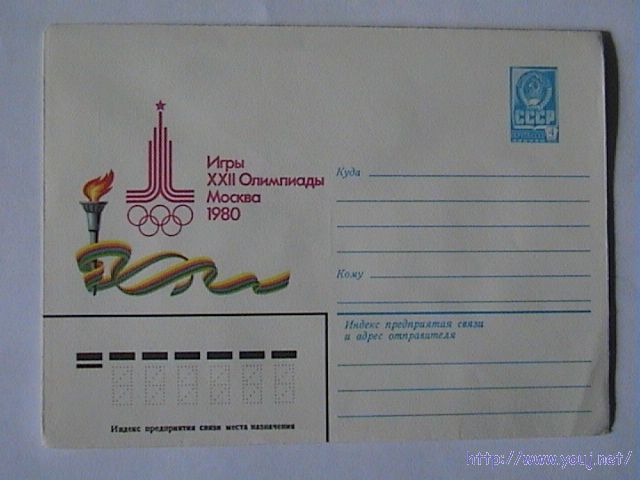 СССР
4
Игры
XXII Олимпиады
Москва
1980
Куда
Кому
Индекс предприятия связи
и адрес отправителя
Индекс предприятия связи места назначения
http://www.youj.net/